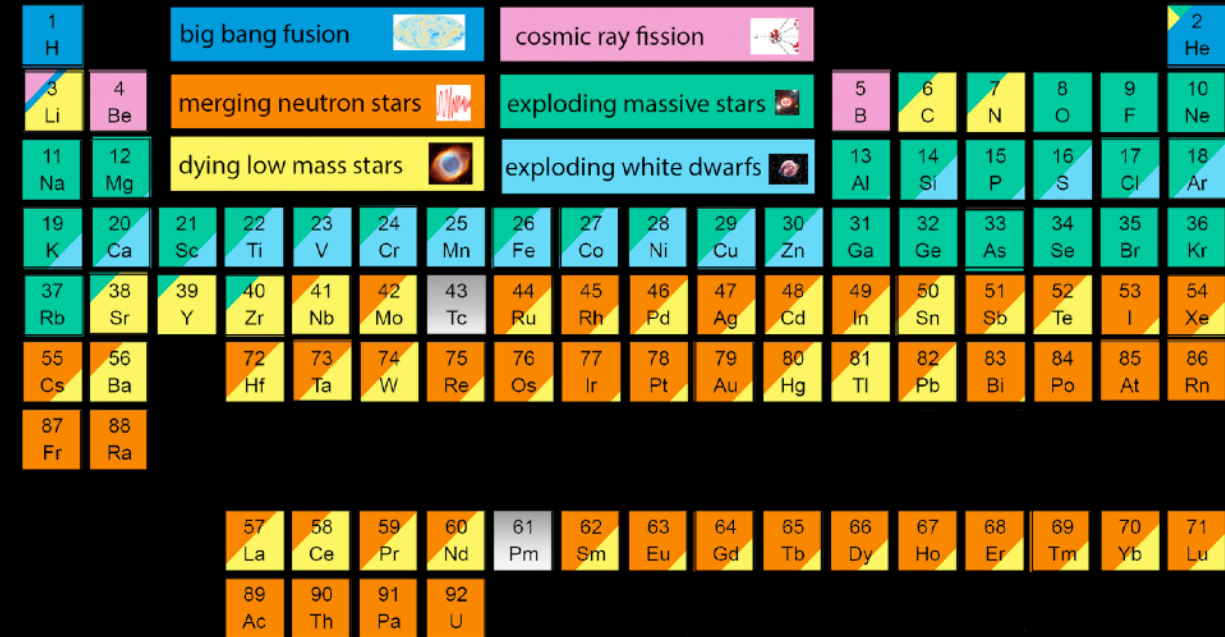 1 big bang fusion cosmic ray fission 2
H He
3 4 merging neutron stars exploding massive stars 5 6 7 8 9 10
Li Be B C N O F Ne
11 12 dying low mass stars exploding white dwarfs 13 14 15 16 17 18
Na Mg Al Si P S Cl Ar
19 20 21 22 23 24 25 26 27 28 29 30 31 32 33 34 35 36
K Ca Sc Ti V Cr Mn Fe Co Ni Cu Zn Ga Ge As Se Br Kr
37 38 39 40 41 42 43 44 45 46 47 48 49 50 51 52 53 54
Rb Sr Y Zr Nb Mo Tc Ru Rh Pd Ag Cd In Sn Sb Te I Xe
55 56 72 73 74 75 76 77 78 79 80 81 82 83 84 85 86
Cs Ba Hf Ta W Re Os Ir Pt Au Hg Tl Pb Bi Po At Rn
87 88
Fr Ra
57 58 59 60 61 62 63 64 65 66 67 68 69 70 71
La Ce Pr Nd Pm Sm Eu Gd Tb Dy Ho Er Tm Yb Lu
89 90 91 92
Ac Th Pa U